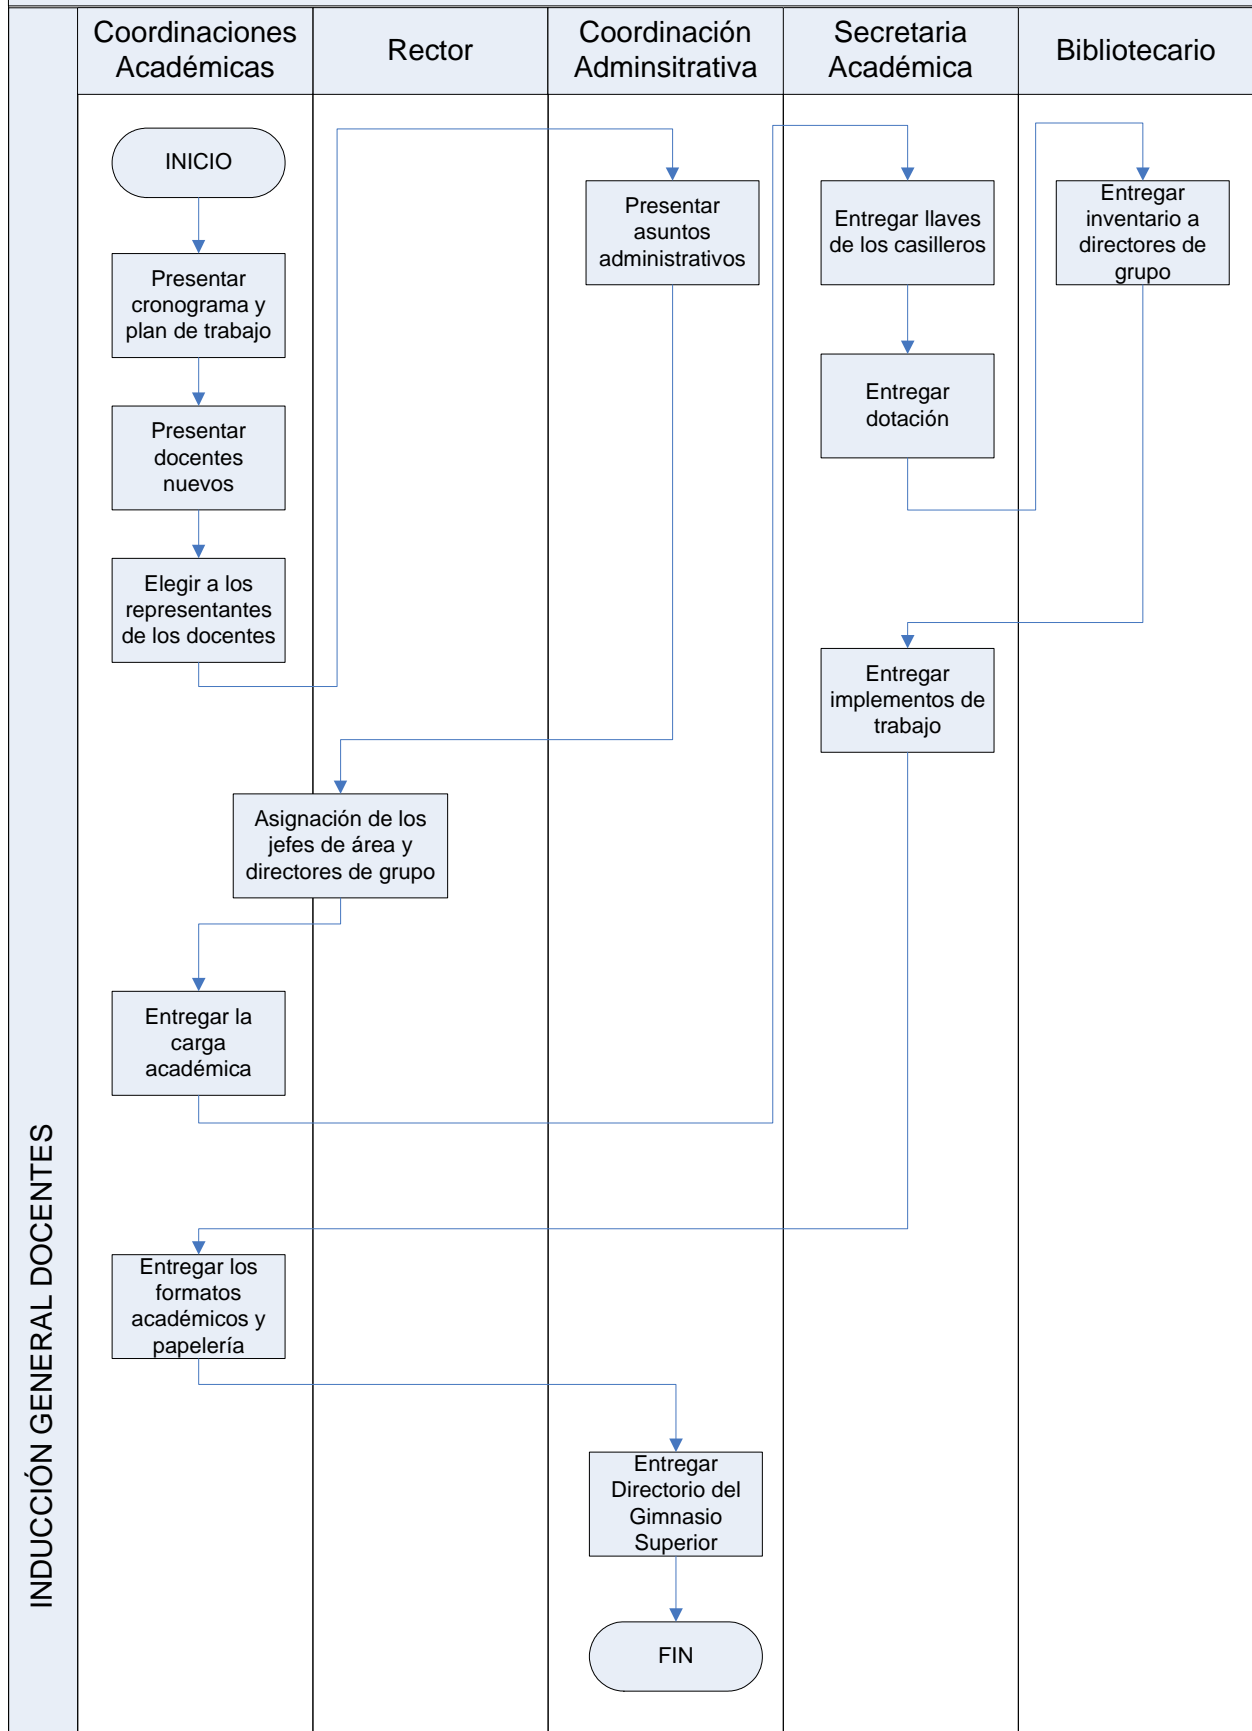 Coordinaciones
Académicas
Rector
Coordinación
Adminsitrativa
Secretaria
Académica
Bibliotecario
INDUCCIÓN GENERAL DOCENTES
INICIO
Presentar
cronograma y
plan de trabajo
Presentar
docentes
nuevos
Elegir a los
representantes
de los docentes
Presentar
asuntos
administrativos
Asignación de los
jefes de área y
directores de grupo
Entregar la
carga
académica
Entregar llaves
de los casilleros
Entregar
dotación
Entregar
inventario a
directores de
grupo
Entregar
implementos de
trabajo
Entregar los
formatos
académicos y
papelería
Entregar
Directorio del
Gimnasio
Superior
FIN